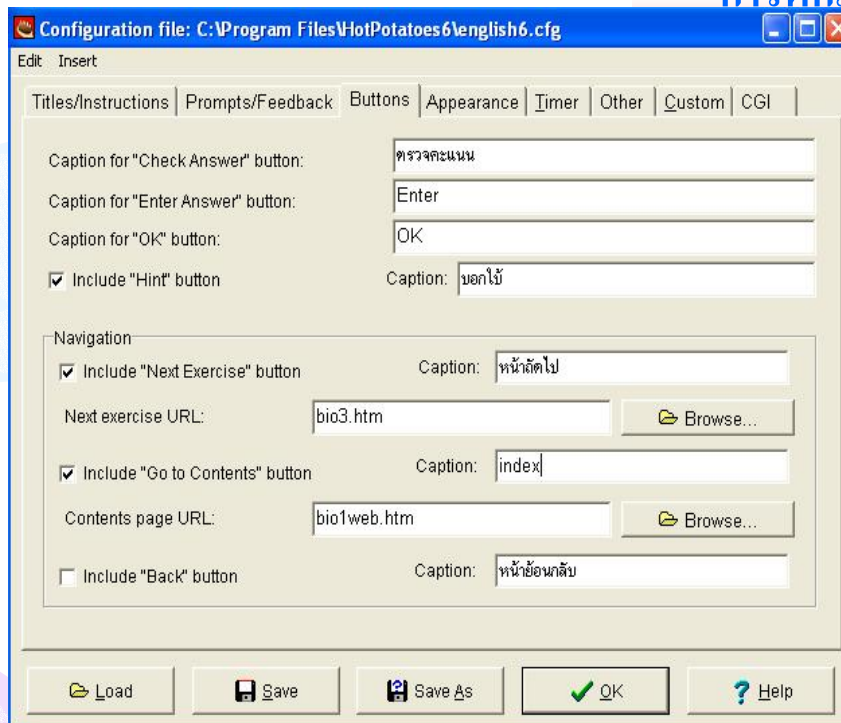 Configuration file: C:\Program Files\HotPotatoes6\english6.cfg
Edit Insert
Titles/Instructions Prompts/Feedback Buttons Appearance Timer Other Custom CGI
Caption for "Check Answer" button: ตรวจคะแนน
Caption for "Enter Answer" button: Enter
Caption for "OK" button: OK
Include "Hint" button Caption: บอกใบ้
Navigation
Include "Next Exercise" button Caption: หน้าถัดไป
Next exercise URL: bio3.htm Browse...
Include "Go to Contents" button Caption: index
Contents page URL: bio1web.htm Browse...
Include "Back" button Caption: หน้าย้อนกลับ
Load Save Save As OK Help